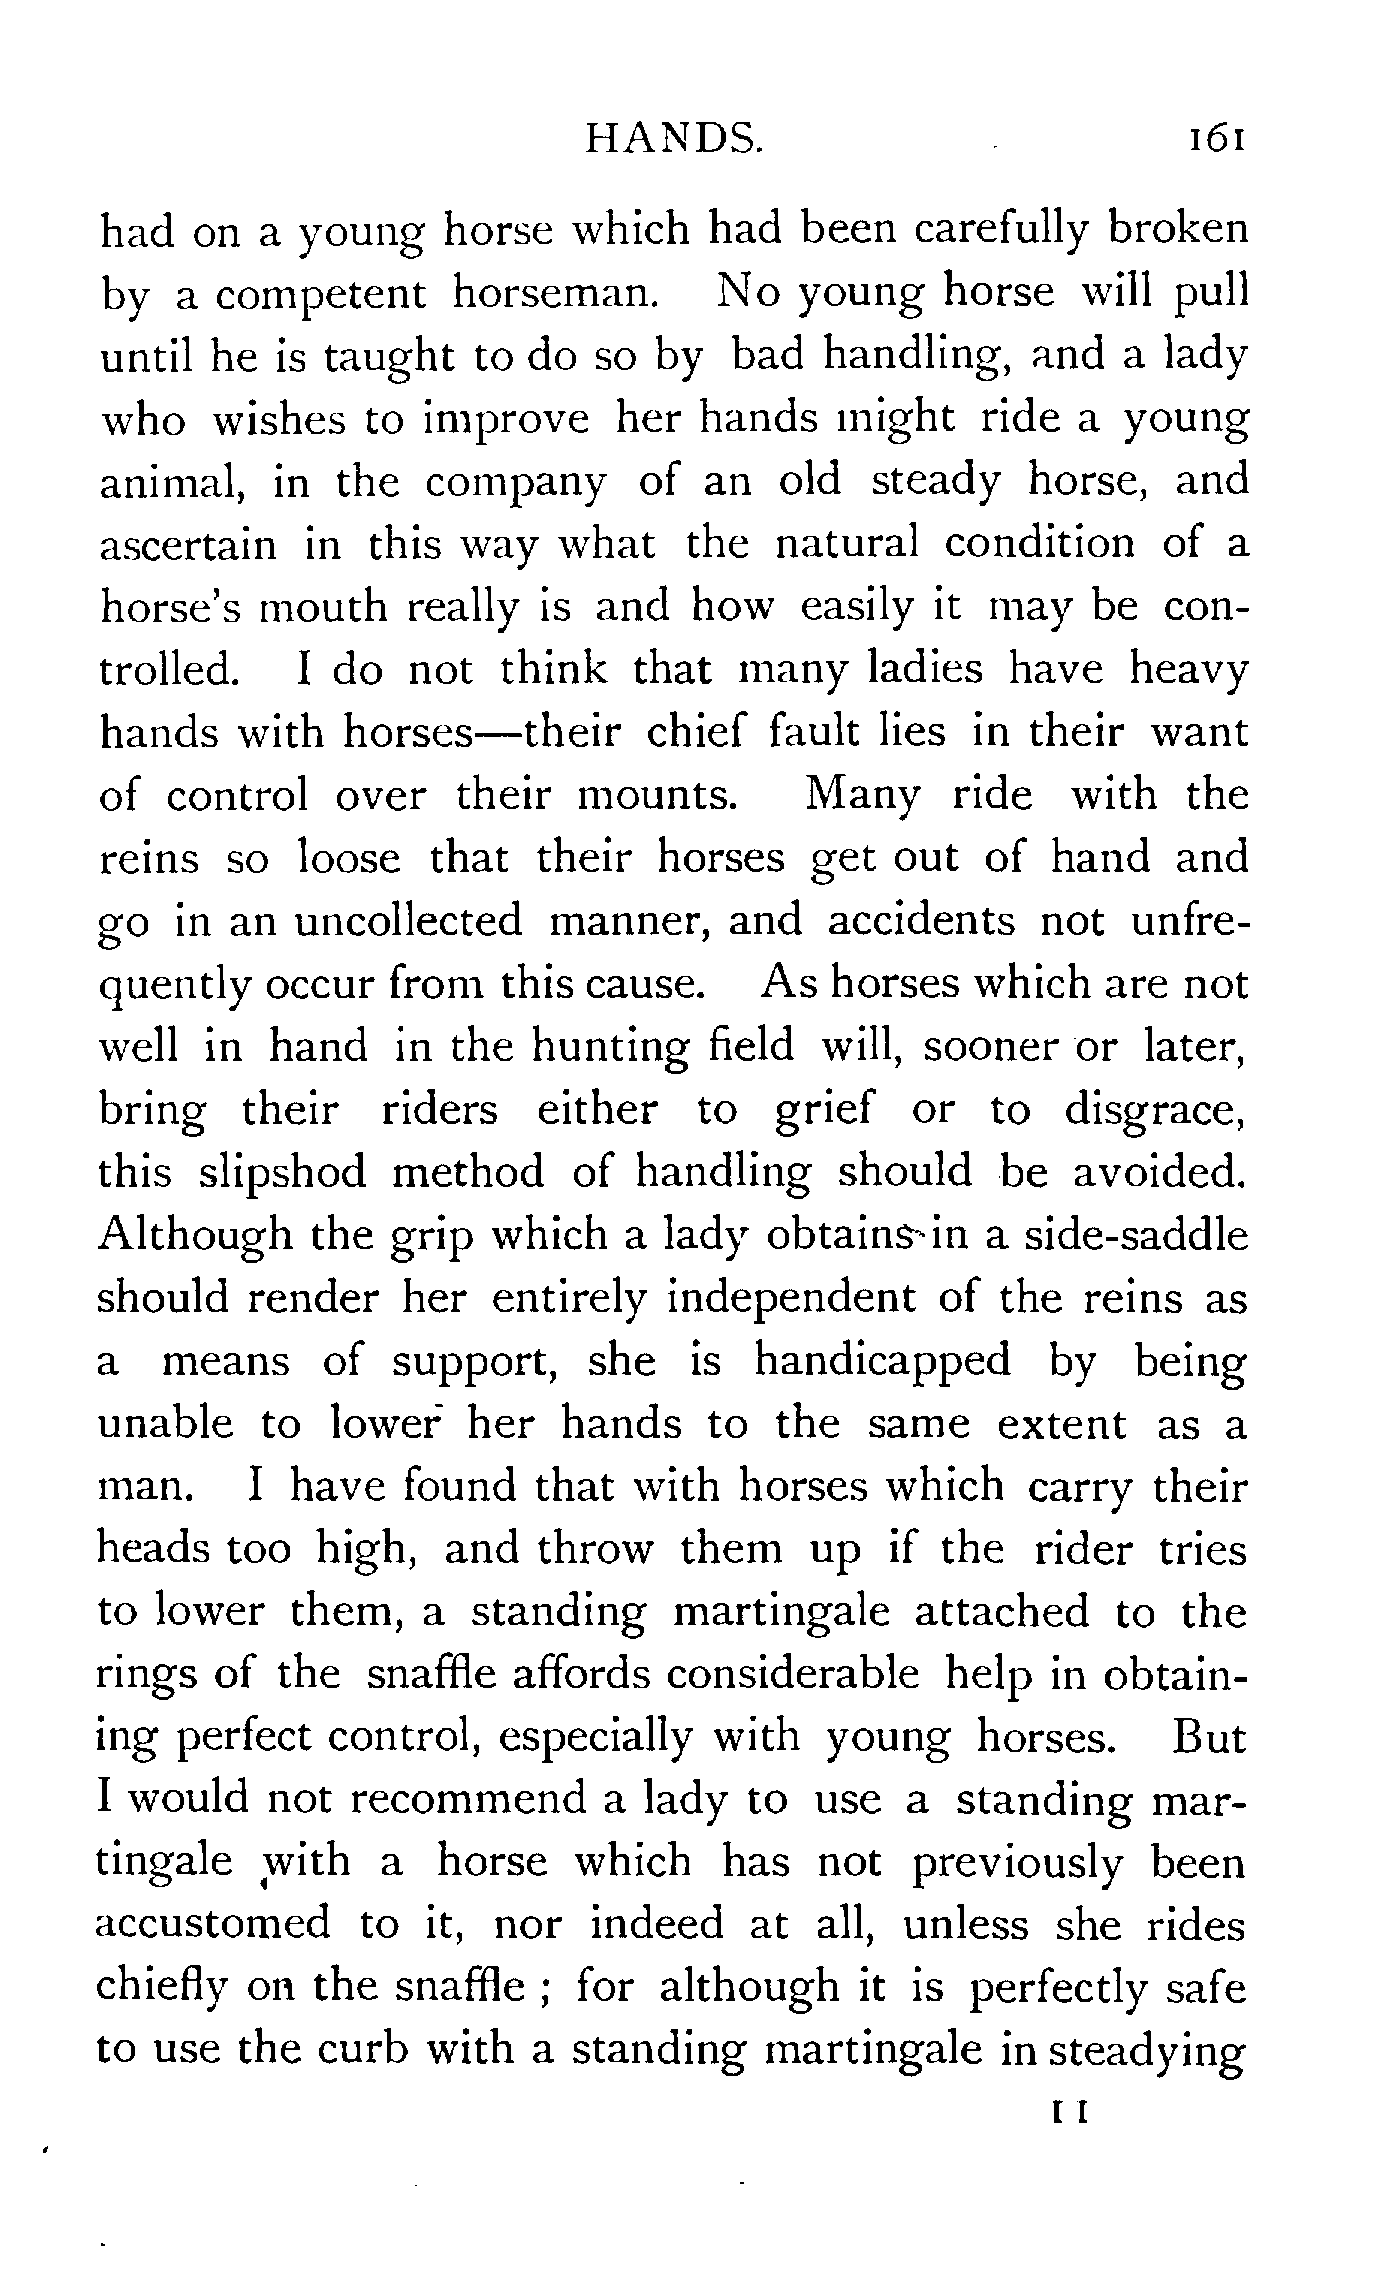 HANDS. 161
had on a young horse which had been carefully broken
by a competent horseman. No young horse will pull
until he is taught to do so by bad handling, and a lady
who wishes to improve her hands might ride a young
animal, in the company of an old steady horse, and
ascertain in this way what the natural condition of a
horse's mouth really is and how easily it may be con-
trolled. I do not think that many ladies have heavy
hands with horses—their chief fault lies in their want
of control over their mounts. Many ride with the
reins so loose that their horses get out of hand and
go in an uncollected manner, and accidents not unfre-
quently occur from this cause. As horses which are not
well in hand in the hunting field will, sooner or later,
bring their riders either to grief or to disgrace,
this slipshod method of handling should be avoided.
Although the grip which a lady obtains in a side-saddle
should render her entirely independent of the reins as
a means of support, she is handicapped by being
unable to lower her hands to the same extent as a
man. I have found that with horses which carry their
heads too high, and throw them up if the rider tries
to lower them, a standing martingale attached to the
rings of the snaffle affords considerable help in obtain-
ing perfect control, especially with young horses. But
I would not recommend a lady to use a standing mar-
tingale with a horse which has not previously been
accustomed to it, nor indeed at all, unless she rides
chiefly on the snaffle ; for although it is perfectly safe
to use the curb with a standing martingale in steadying
11